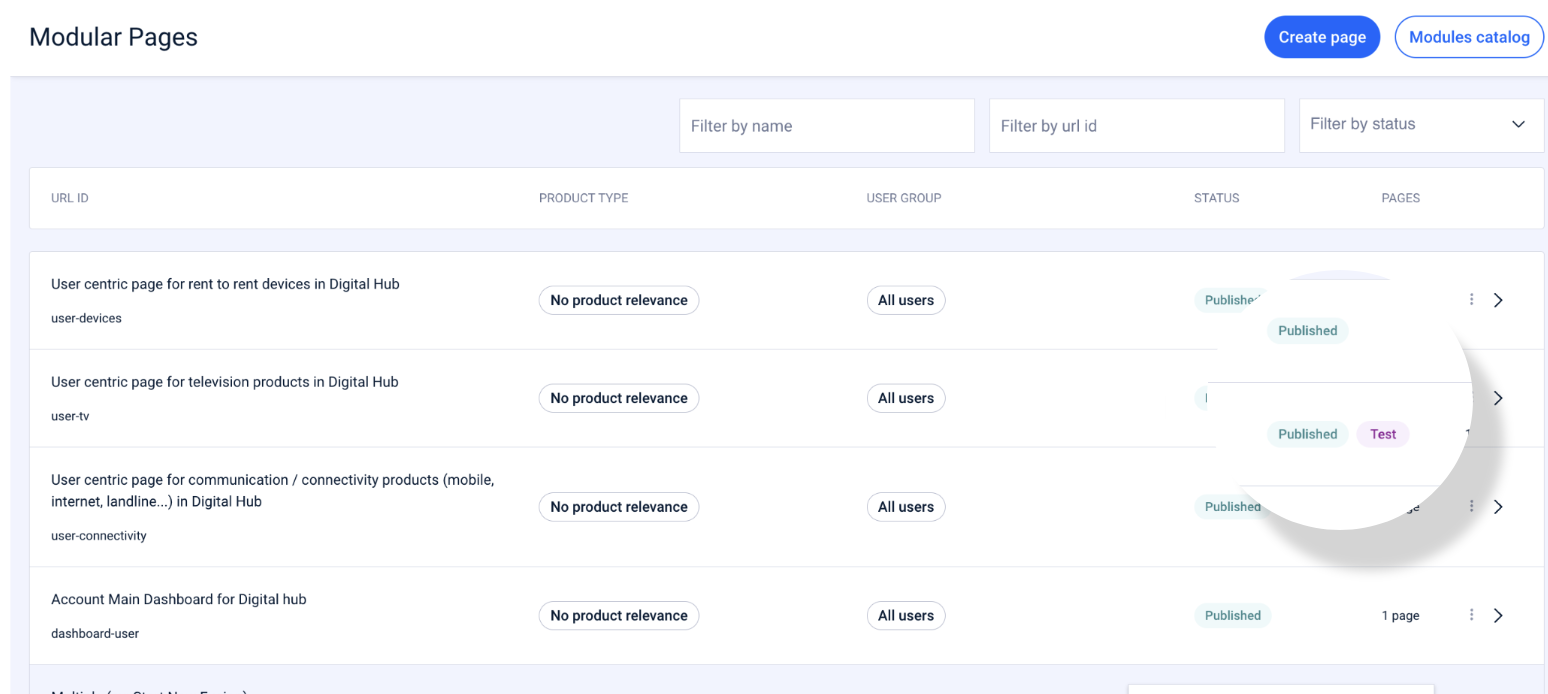 Modular Pages
Create page
Modules catalog
Filter by name
Filter by url id
Filter by status
URL ID
PRODUCT TYPE
USER GROUP
STATUS
PAGES
User centric page for rent to rent devices in Digital Hub
user-devices
No product relevance
All users
Published
User centric page for television products in Digital Hub
user-tv
No product relevance
All users
Published
Test
User centric page for communication / connectivity products (mobile,
internet, landline...) in Digital Hub
user-connectivity
No product relevance
All users
Published
Account Main Dashboard for Digital hub
dashboard-user
No product relevance
All users
Published
1 page